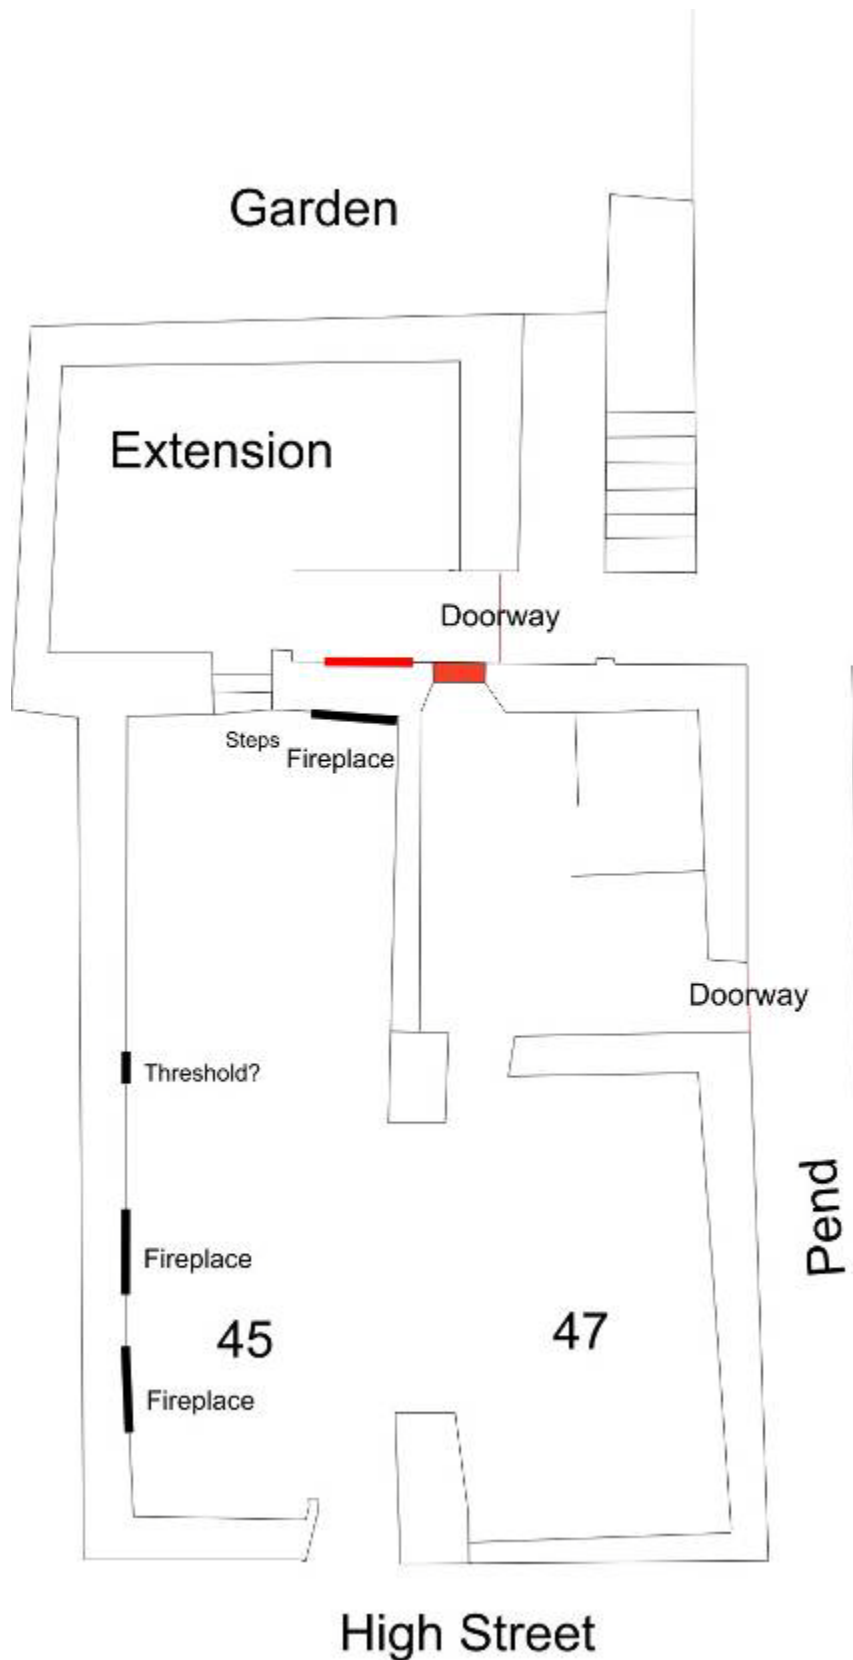 Garden
Extension
Doorway
Steps
Fireplace
Doorway
Threshold?
Pend
Fireplace
45
47
Fireplace
High Street